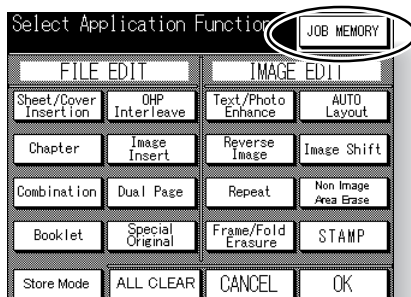 Select Application Function
JOB MEMORY
FILE EDIT
IMAGE EDIT
Sheet/Cover
Insertion
OHP
Interleave
Text/Photo
Enhance
AUTO
Layout
Chapter
Image
Insert
Reverse
Image
Image Shift
Combination
Dual Page
Repeat
Non Image
Area Erase
Booklet
Special
Original
Frame/Fold
Erasure
STAMP
Store Mode
ALL CLEAR
CANCEL
OK